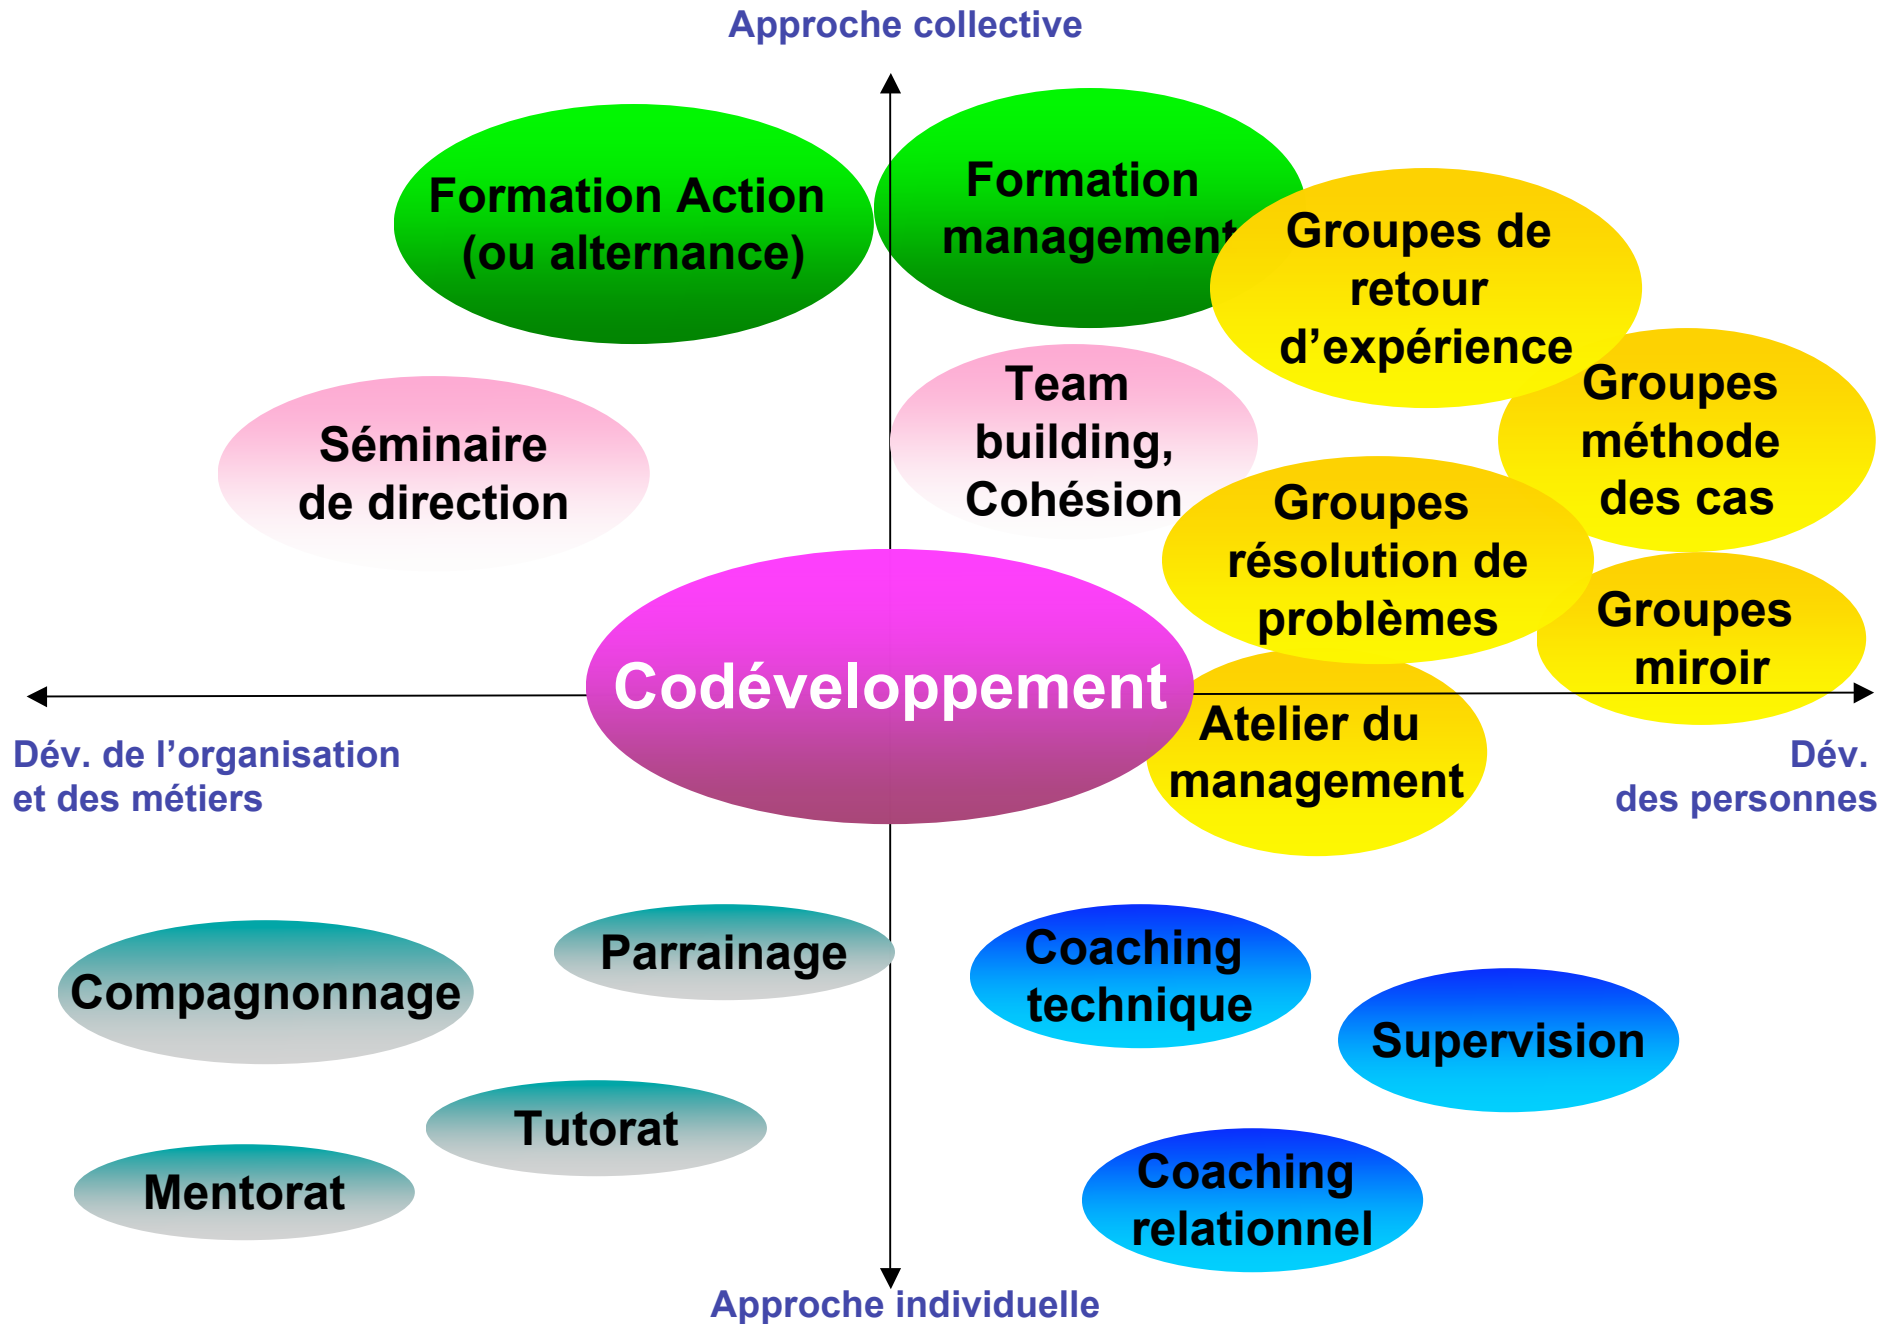 Approche collective
Formation Action
(ou alternance)
Formation
management
Groupes de
retour
d’expérience
Groupes
méthode
des cas
Séminaire
de direction
Team
building,
Cohésion
Groupes
résolution de
problèmes
Groupes
miroir
Codéveloppement
Atelier du
management
Dév. de l’organisation
et des métiers
Dév.
des personnes
Compagnonnage
Parrainage
Coaching
technique
Supervision
Tutorat
Mentorat
Coaching
relationnel
Approche individuelle